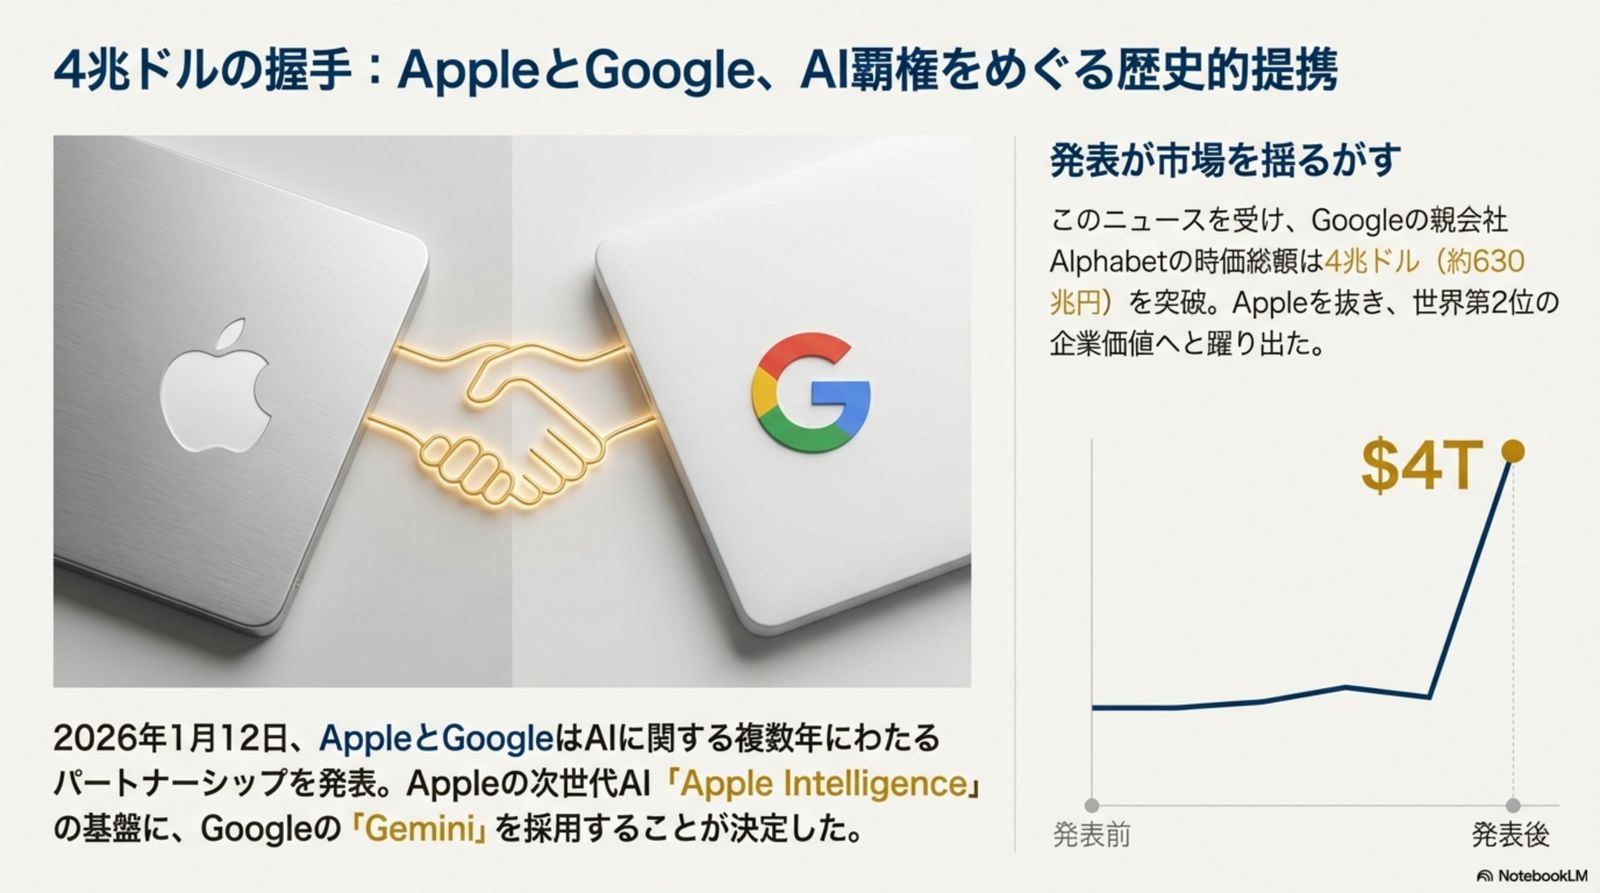 4兆ドルの握手：AppleとGoogle、AI覇権をめぐる歴史的提携
2026年1月12日、AppleとGoogleはAIに関する複数年にわたる
パートナーシップを発表。Appleの次世代AI「Apple Intelligence」
の基盤に、Googleの「Gemini」を採用することが決定した。
発表が市場を揺るがす
このニュースを受け、Googleの親会社
Alphabetの時価総額は4兆ドル（約630
兆円）を突破。Appleを抜き、世界第2位の
企業価値へと躍り出た。
$4T
発表前
発表後
NotebookLM